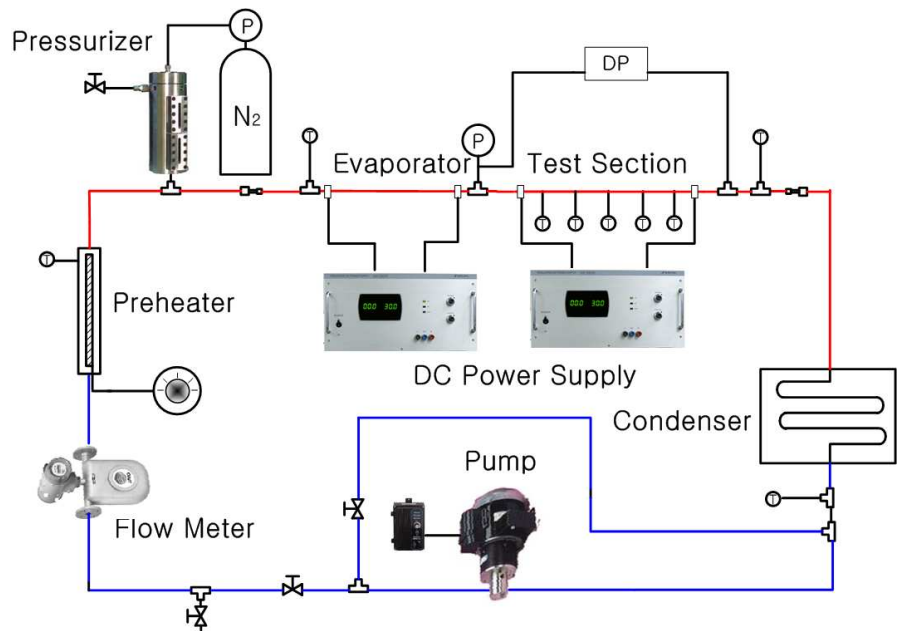 Pressurizer
P
N2
DP
T
Evaporator
P
Test Section
T
T
T
T
T
T
T
Preheater
00.0 30.0
00.0 30.0
DC Power Supply
Condenser
Pump
T
Flow Meter